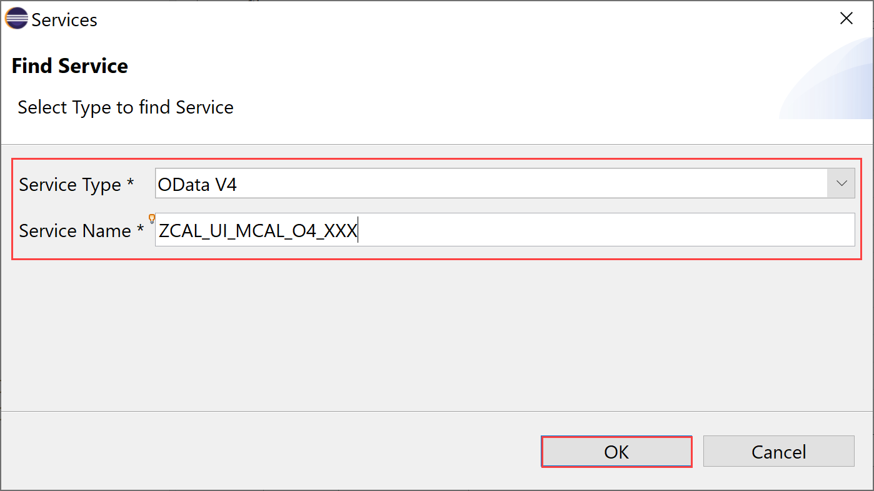 Services
Find Service
Select Type to find Service
Service Type * OData V4
Service Name * ZCAL_UI_MCAL_O4_XXX
OK Cancel